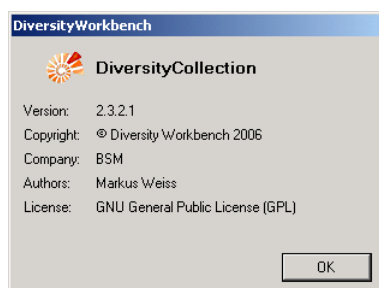 DiversityWorkbench
DiversityCollection
Version: 2.3.2.1
Copyright: © Diversity Workbench 2006
Company: BSM
Authors: Markus Weiss
License: GNU General Public License (GPL)
OK